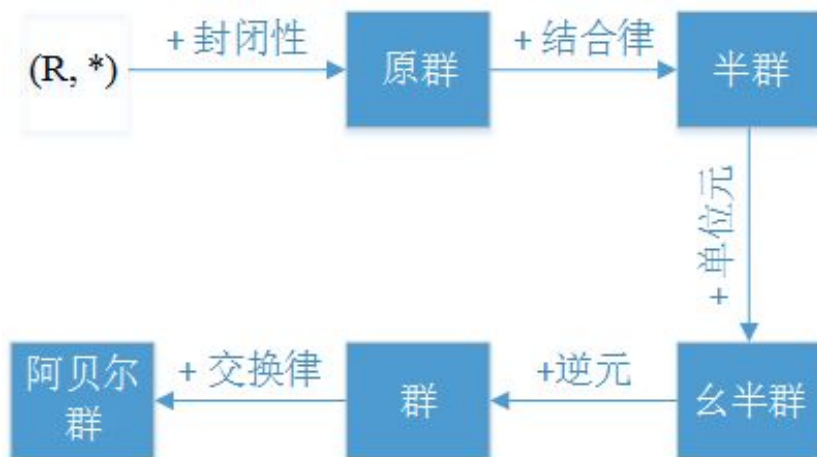 (R, *)
+ 封闭性
原群
+ 结合律
半群
+ 单位元
幺半群
+逆元
群
+ 交换律
阿贝尔
群